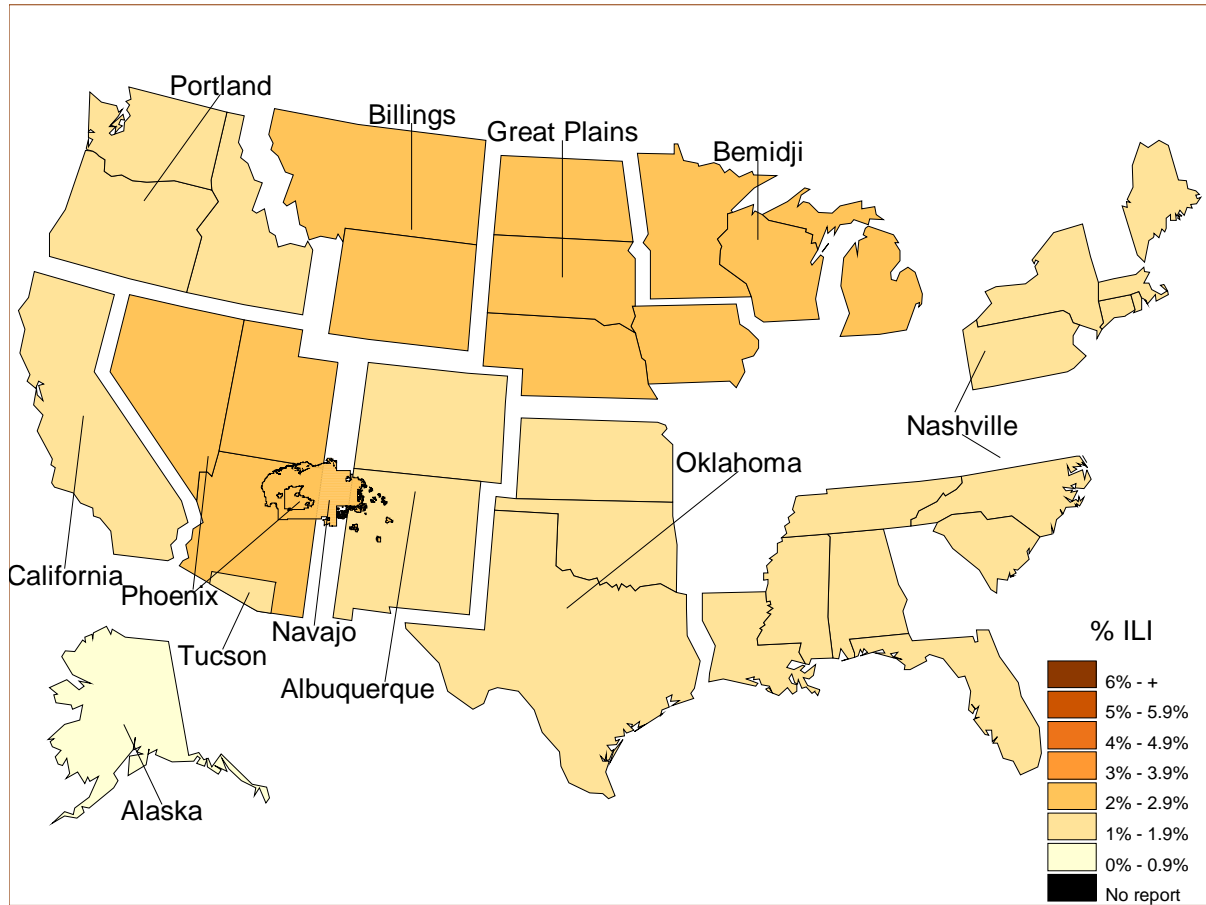 Portland
Billings
Great Plains
Bemidji
Nashville
Oklahoma
California
Phoenix
Navajo
Tucson
Albuquerque
Alaska
% ILI
6% - +
5% - 5.9%
4% - 4.9%
3% - 3.9%
2% - 2.9%
1% - 1.9%
0% - 0.9%
No report